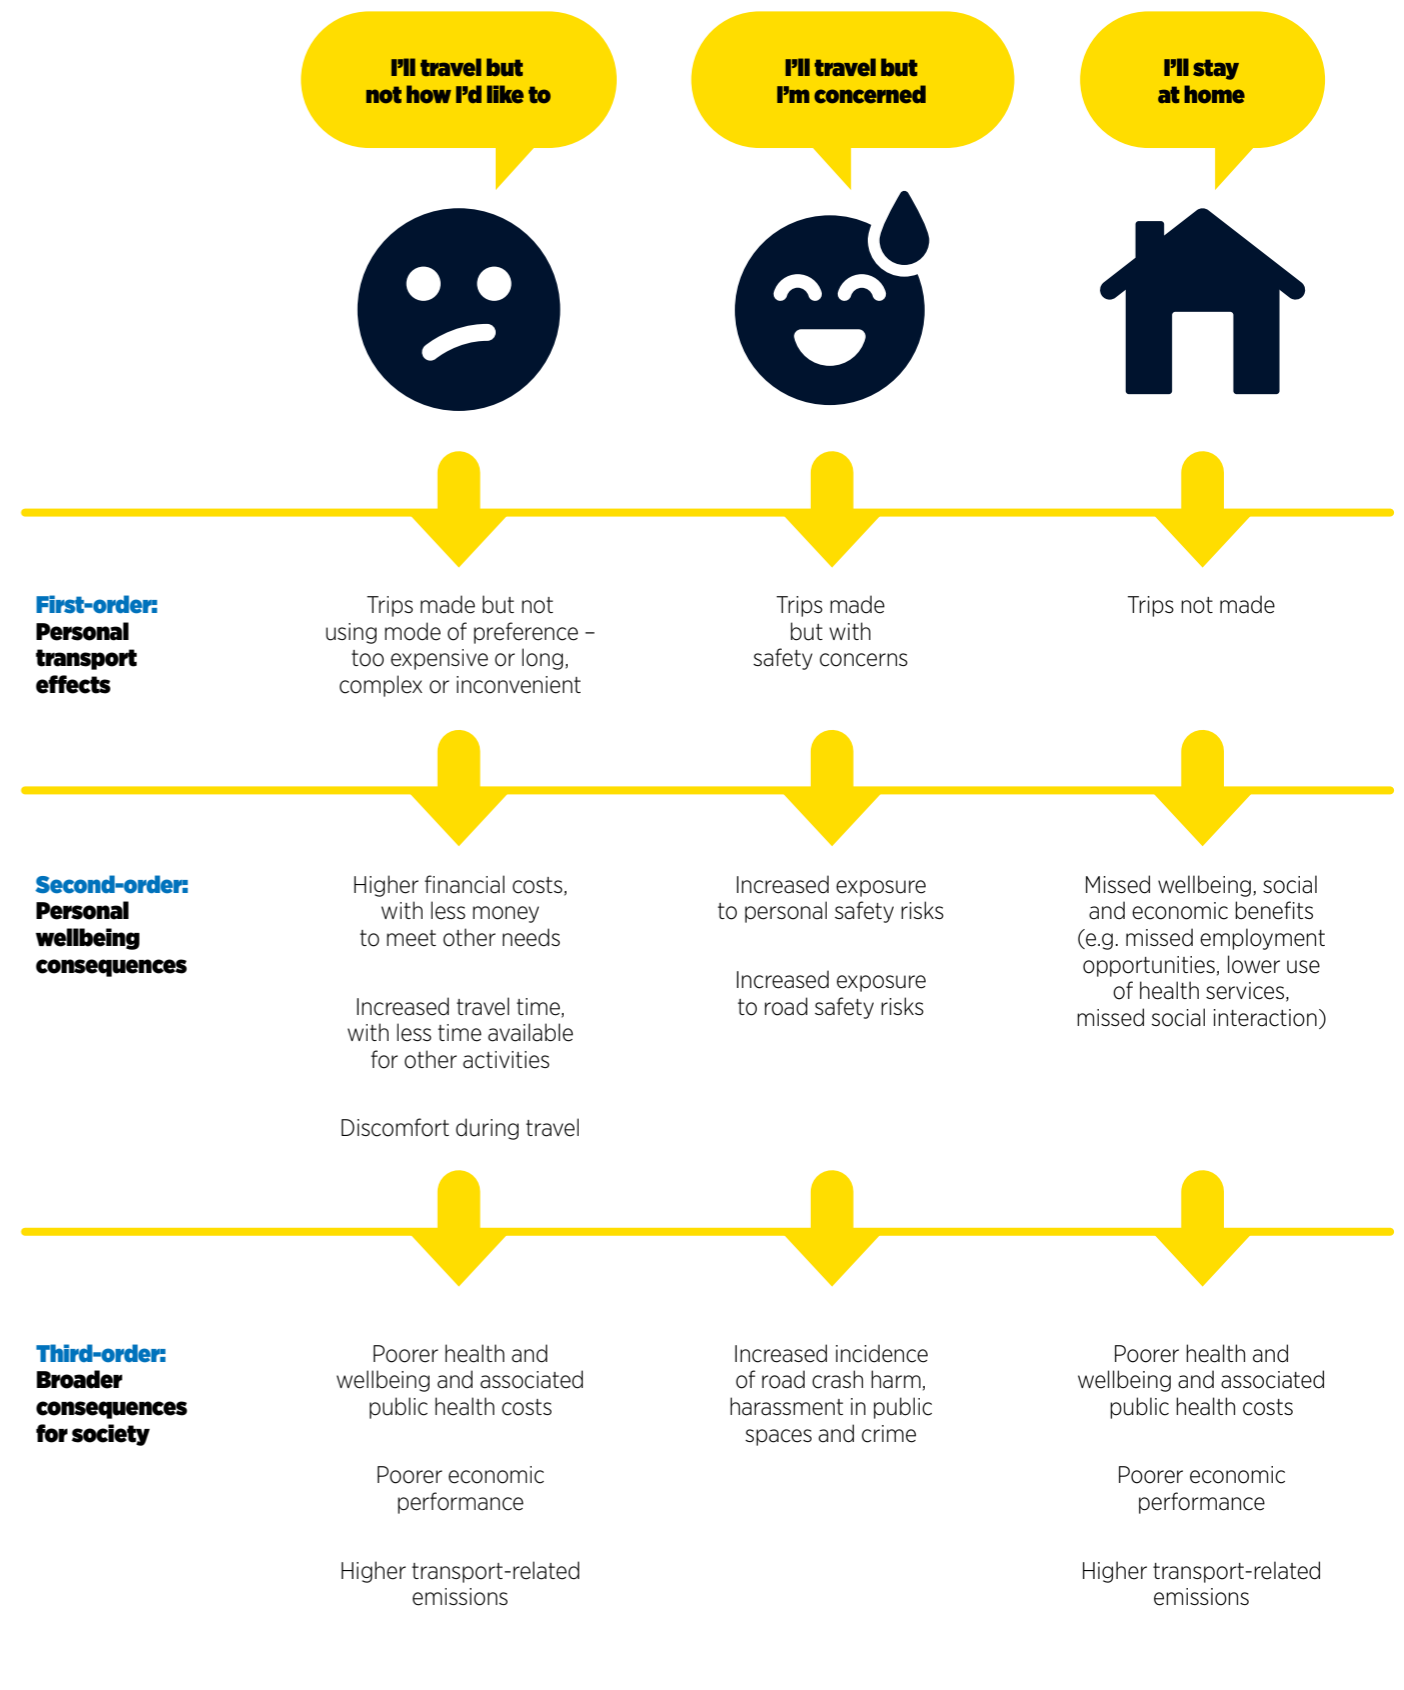 I'll travel but
not how I'd like to
I'll travel but
I'm concerned
I'll stay
at home
First-order:
Personal
transport
effects
Trips made but not
using mode of preference –
too expensive or long,
complex or inconvenient
Trips made
but with
safety concerns
Trips not made
Second-order:
Personal
wellbeing
consequences
Higher financial costs,
with less money
to meet other needs
Increased travel time,
with less time available
for other activities
Discomfort during travel
Increased exposure
to personal safety risks
Increased exposure
to road safety risks
Missed wellbeing, social
and economic benefits
(e.g. missed employment
opportunities, lower use
of health services,
missed social interaction)
Third-order:
Broader
consequences
for society
Poorer health and
wellbeing and associated
public health costs
Poorer economic
performance
Higher transport-related
emissions
Increased incidence
of road crash harm,
harassment in public
spaces and crime
Poorer health and
wellbeing and associated
public health costs
Poorer economic
performance
Higher transport-related
emissions